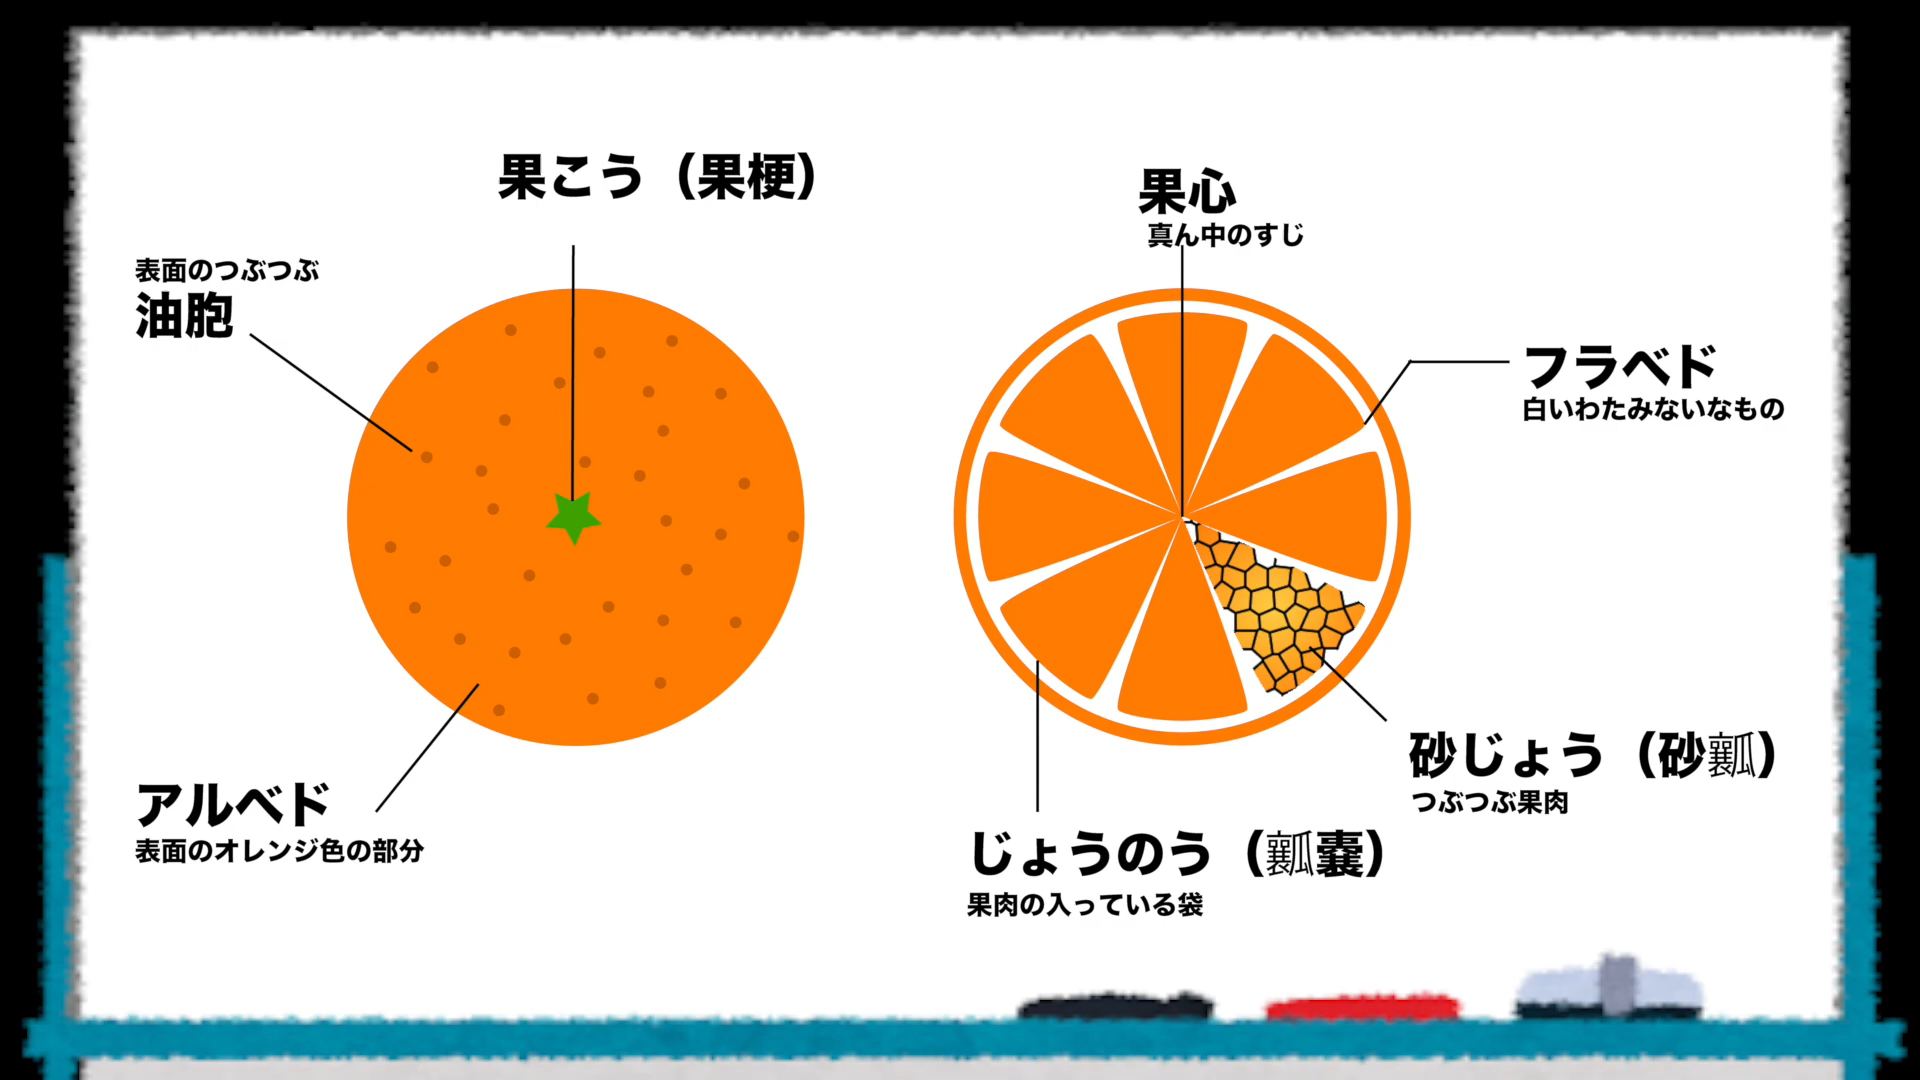 果こう（果梗）
表面のつぶつぶ
油胞
アルベド
表面のオレンジ色の部分
果心
真ん中のすじ
フラベド
白いわたみないなもの
砂じょう（砂瓤）
つぶつぶ果肉
じょうのう（瓤嚢）
果肉の入っている袋